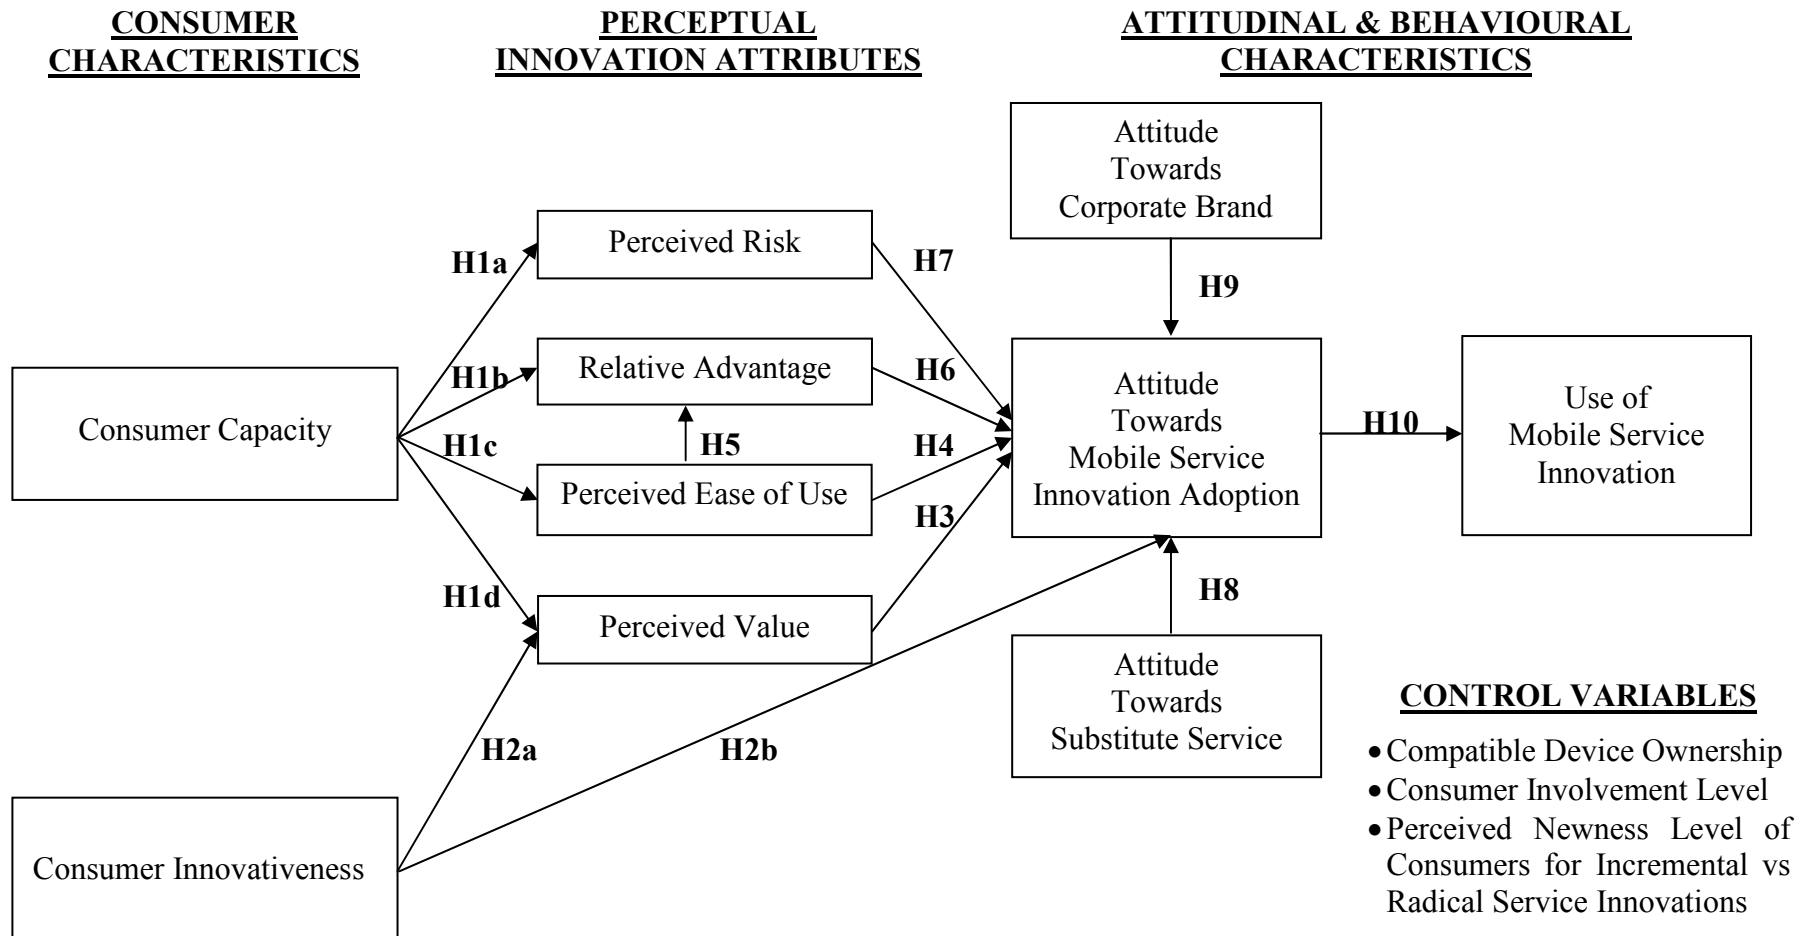 CONSUMER
CHARACTERISTICS
PERCEPTUAL
INNOVATION ATTRIBUTES
ATTITUDINAL & BEHAVIOURAL
CHARACTERISTICS
Attitude
Towards
Corporate Brand
Perceived Risk
H1a
H7
H9
Relative Advantage
H1b
H6
Consumer Capacity
H1c
H5
H4
Attitude
Towards
Mobile Service
Innovation Adoption
H10
Use of
Mobile Service
Innovation
Perceived Ease of Use
H3
H1d
H8
Perceived Value
Attitude
Towards
Substitute Service
H2a
H2b
Consumer Innovativeness
CONTROL VARIABLES
•Compatible Device Ownership
•Consumer Involvement Level
•Perceived Newness Level of
Consumers for Incremental vs
Radical Service Innovations